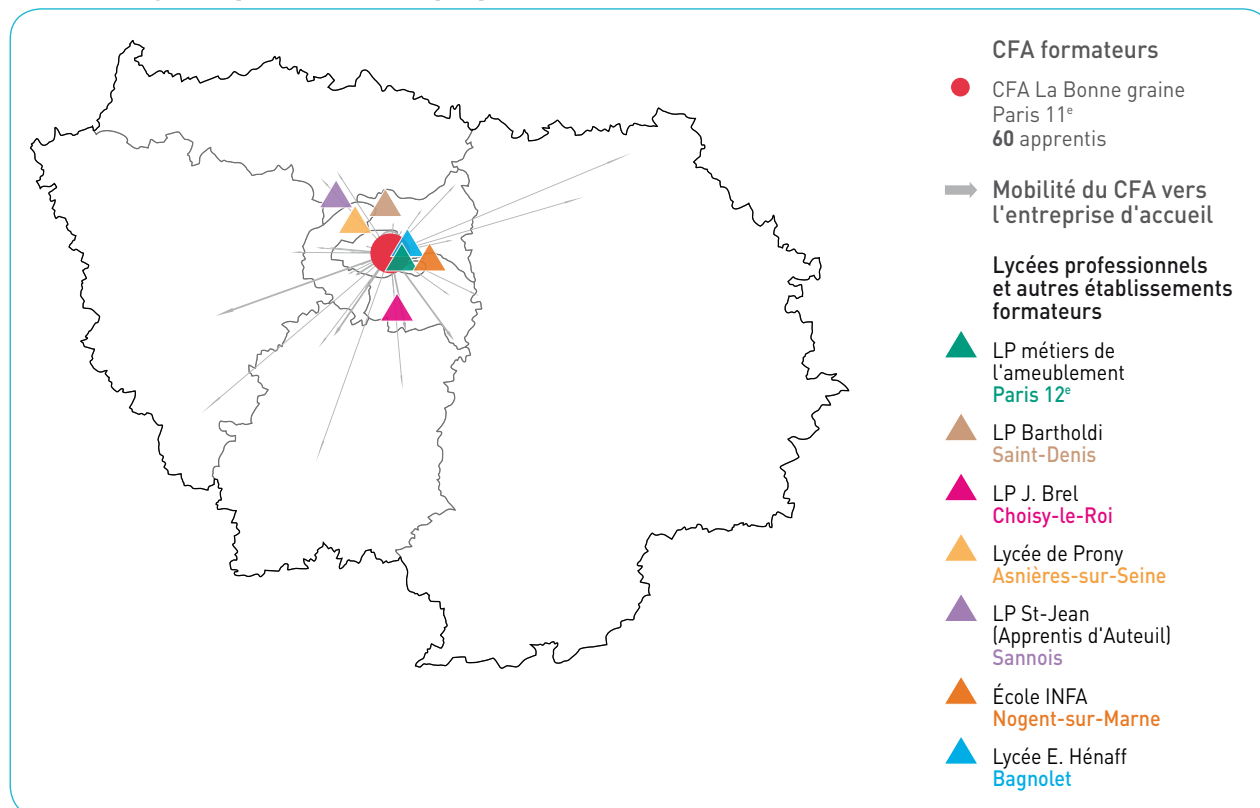 CFA formateurs
CFA La Bonne graine
Paris 11e
60 apprentis
Mobilité du CFA vers
l'entreprise d'accueil
Lycées professionnels
et autres établissements
formateurs
LP métiers de
l'ameublement
Paris 12e
LP Bartholdi
Saint-Denis
LP J. Brel
Choisy-le-Roi
Lycée de Prony
Asnières-sur-Seine
LP St-Jean
(Apprentis d'Auteuil)
Sannois
École INFA
Nogent-sur-Marne
Lycée E. Hénaff
Bagnolet